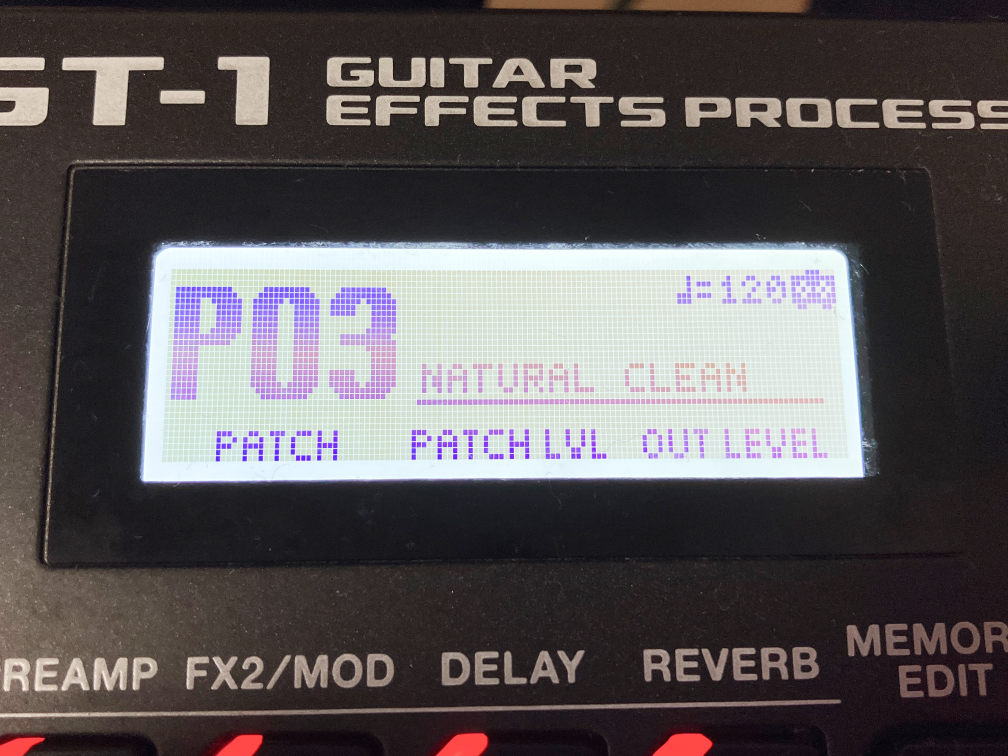 GT-1 GUITAR
EFFECTS PROCESS
♩=120
P03 NATURAL CLEAN
PATCH PATCH LVL OUT LEVEL
REAMP FX2/MOD DELAY REVERB MEMOR
EDIT